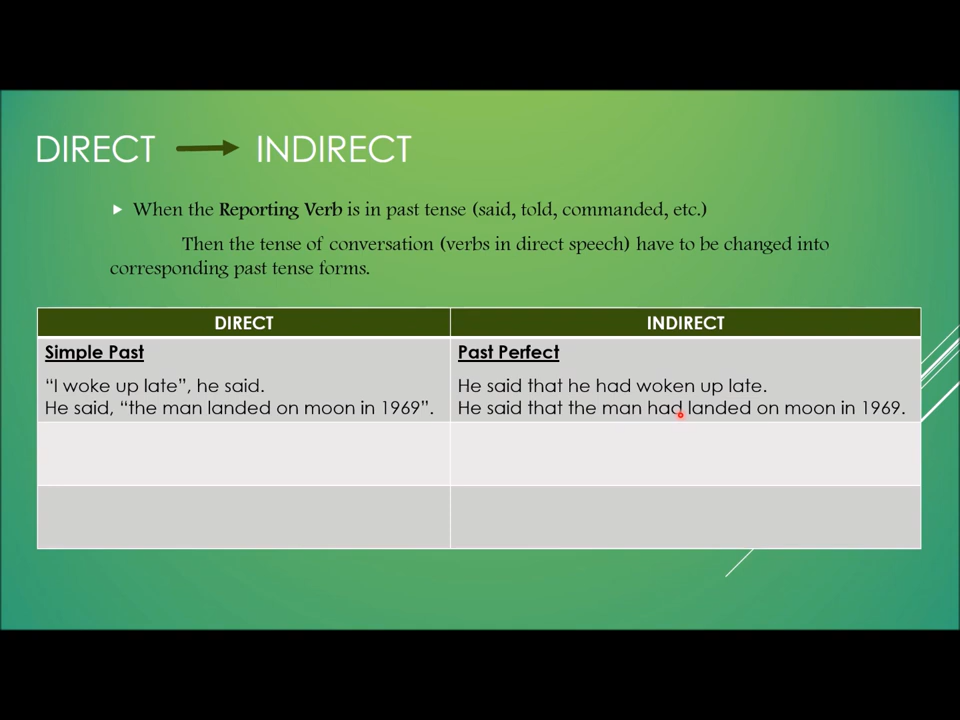 DIRECT INDIRECT
When the Reporting Verb is in past tense (said, told, commanded, etc.)
Then the tense of conversation (verbs in direct speech) have to be changed into
corresponding past tense forms.
DIRECT
INDIRECT
Simple Past
“I woke up late”, he said.
He said, “the man landed on moon in 1969”.
Past Perfect
He said that he had woken up late.
He said that the man had landed on moon in 1969.